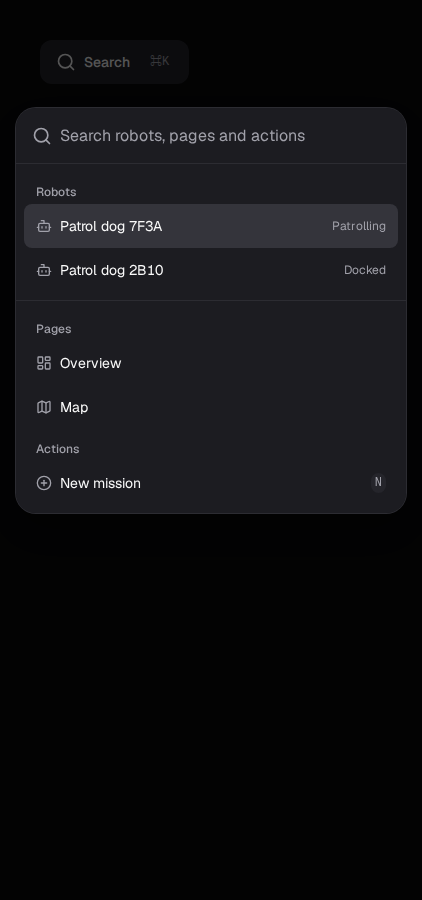 Search ⌘K
Search robots, pages and actions
Robots
Patrol dog 7F3A Patrolling
Patrol dog 2B10 Docked
Pages
Overview
Map
Actions
New mission N